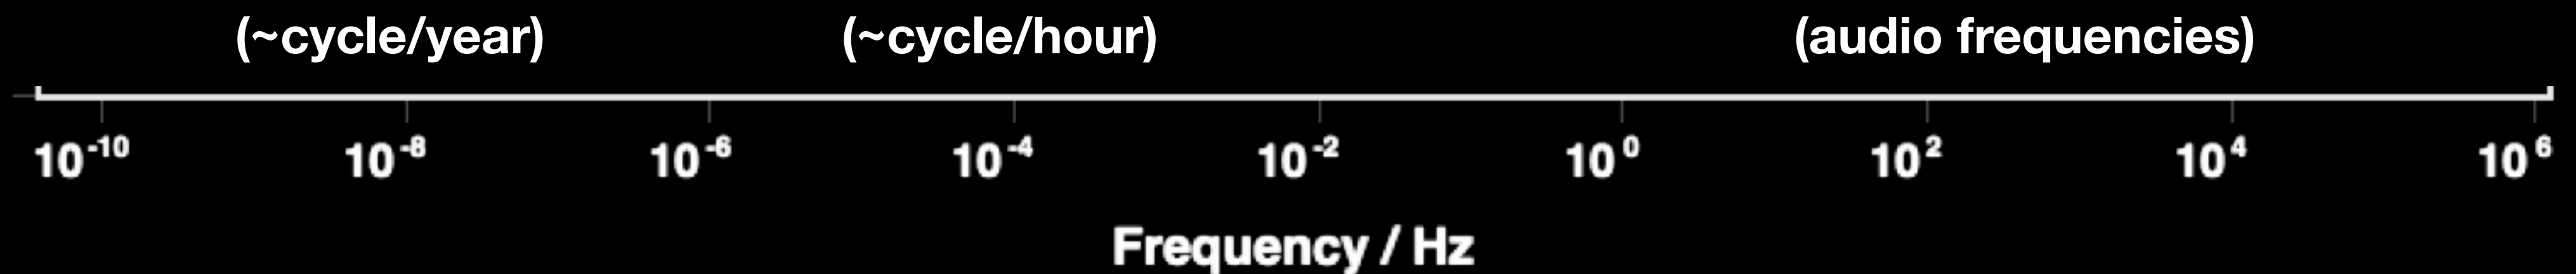 (~cycle/year) (~cycle/hour) (audio frequencies)
10⁻¹⁰ 10⁻⁸ 10⁻⁶ 10⁻⁴ 10⁻² 10⁰ 10² 10⁴ 10⁶
Frequency / Hz